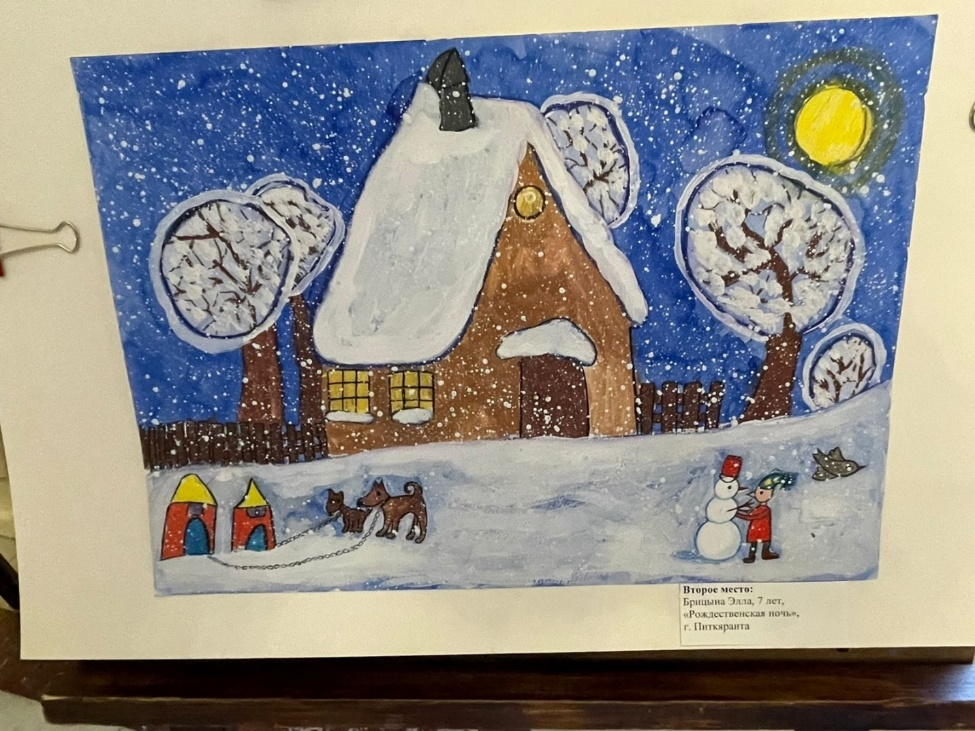 Второе место:
Брицына Элла, 7 лет,
«Рождественская ночь»,
г. Питкяранта